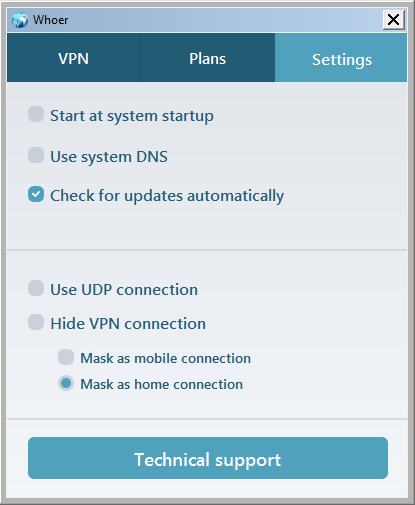 Whoer
VPN Plans Settings
Start at system startup
Use system DNS
Check for updates automatically
Use UDP connection
Hide VPN connection
Mask as mobile connection
Mask as home connection
Technical support